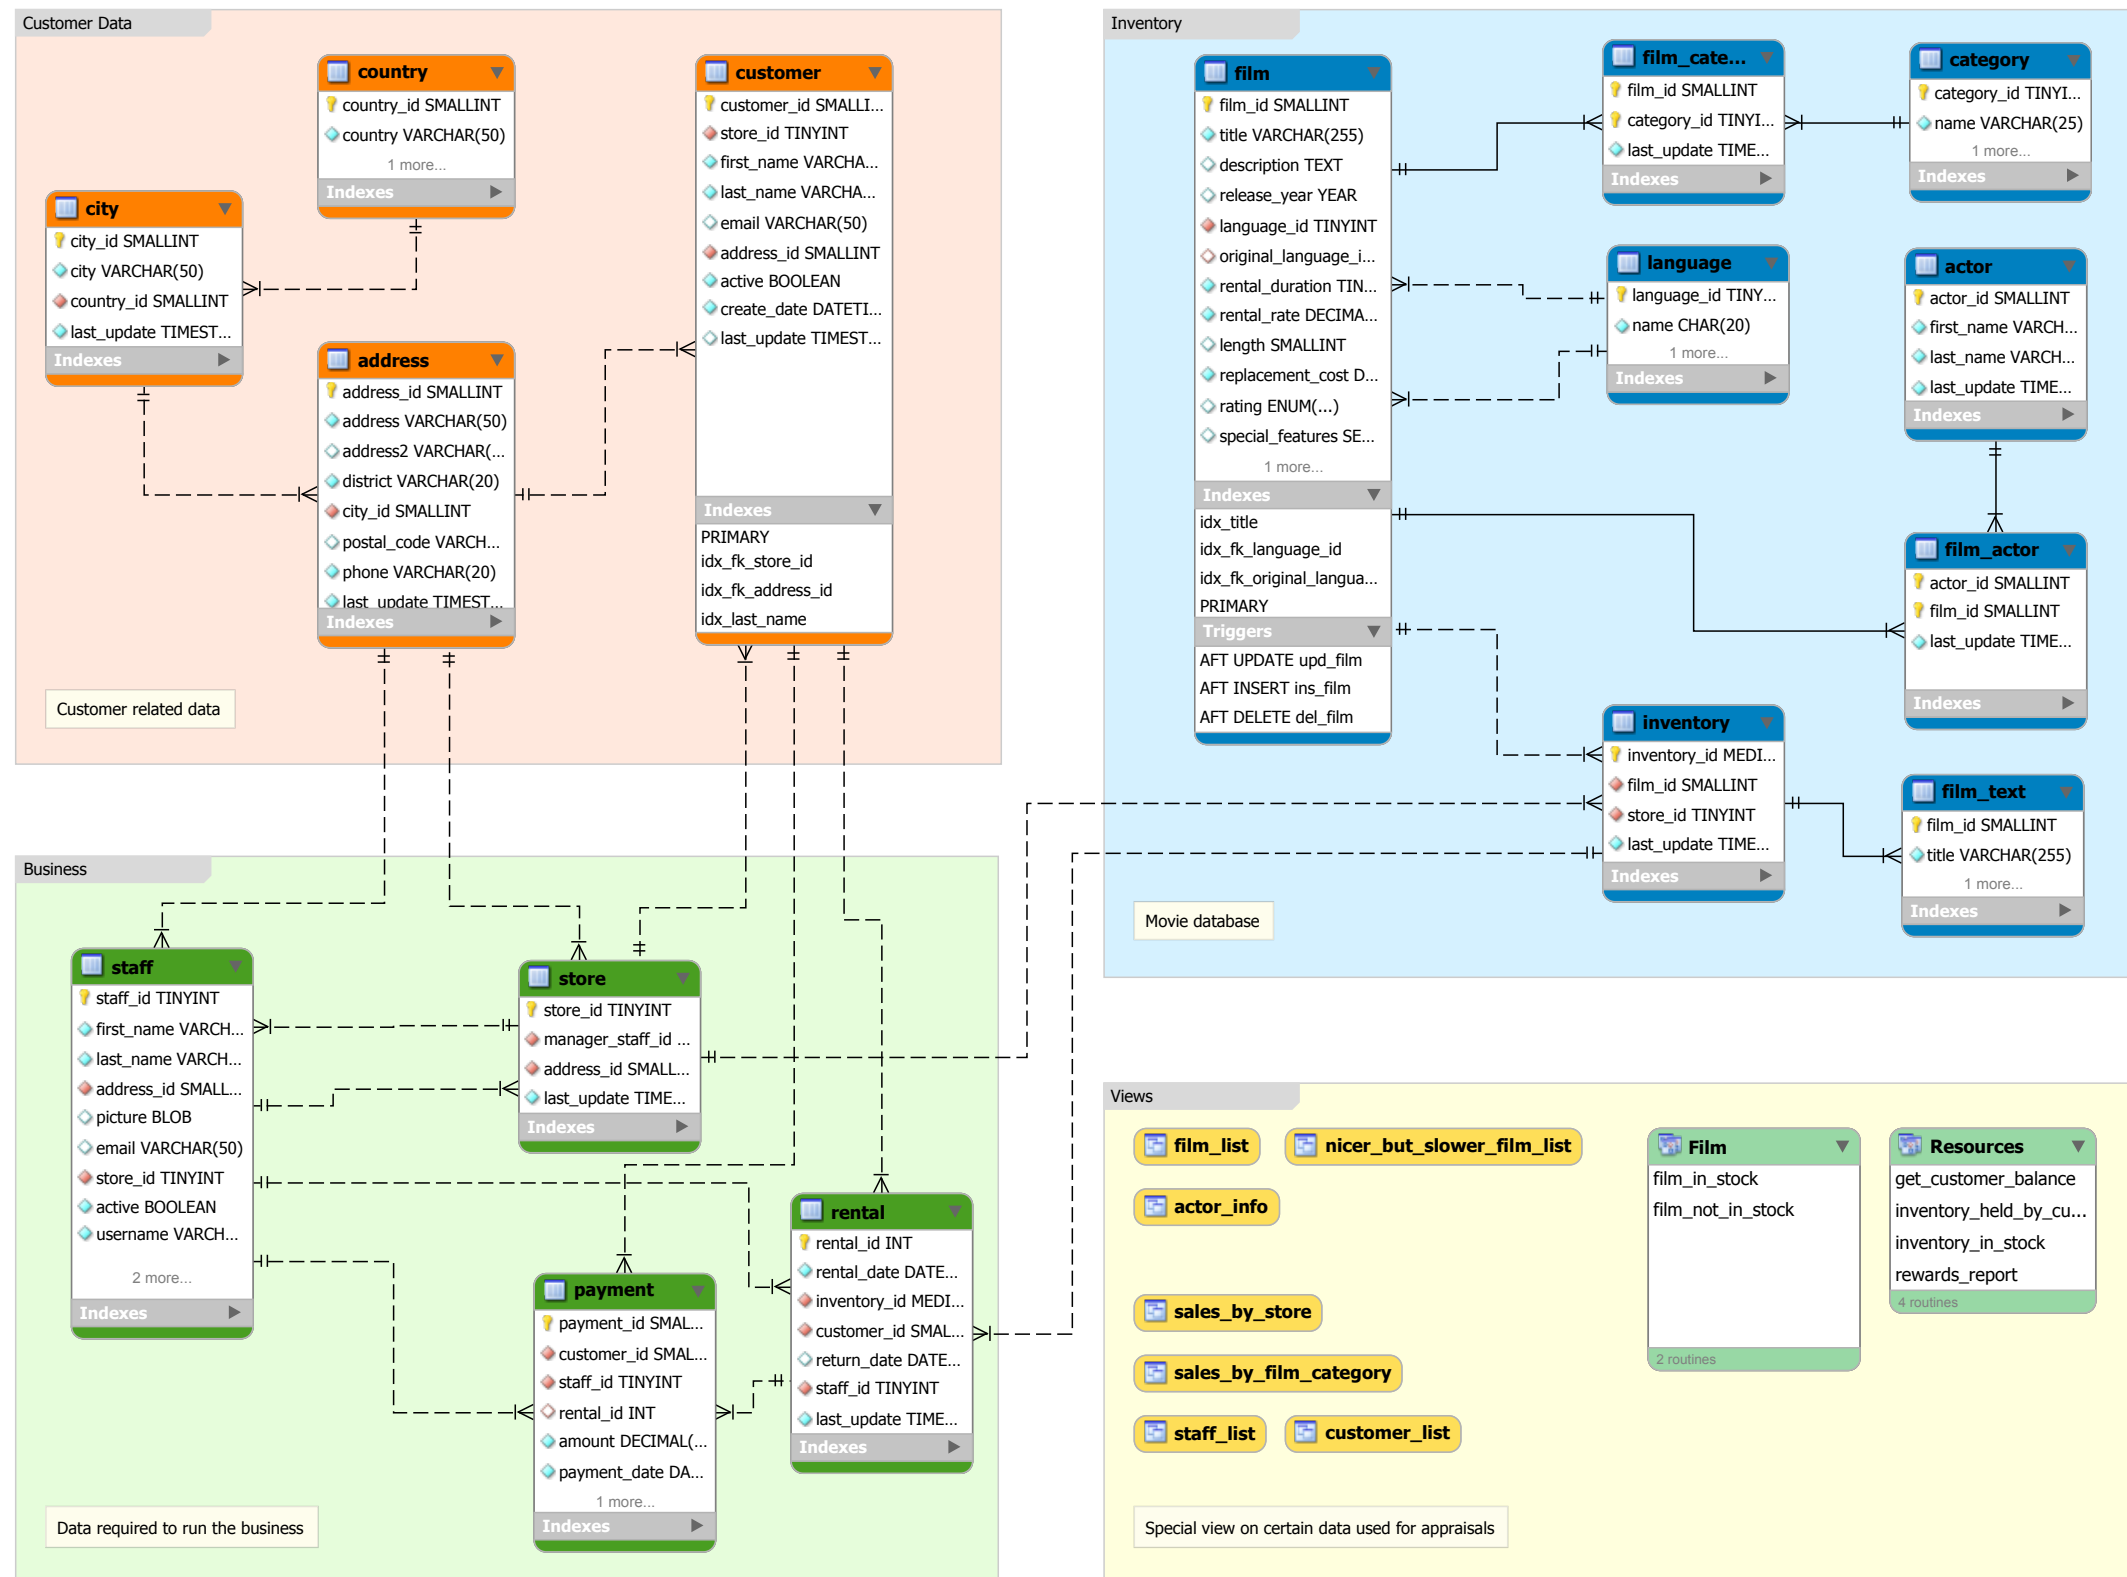 Customer Data
country
country_id SMALLINT
country VARCHAR(50)
1 more...
Indexes
customer
customer_id SMALLI...
store_id TINYINT
first_name VARCHA...
last_name VARCHA...
email VARCHAR(50)
address_id SMALLINT
active BOOLEAN
create_date DATETI...
last_update TIMEST...
Indexes
PRIMARY
idx_fk_store_id
idx_fk_address_id
idx_last_name
city
city_id SMALLINT
city VARCHAR(50)
country_id SMALLINT
last_update TIMEST...
Indexes
address
address_id SMALLINT
address VARCHAR(50)
address2 VARCHAR(...
district VARCHAR(20)
city_id SMALLINT
postal_code VARCH...
phone VARCHAR(20)
last_update TIMEST...
Indexes
Customer related data
Inventory
film
film_id SMALLINT
title VARCHAR(255)
description TEXT
release_year YEAR
language_id TINYINT
original_language_i...
rental_duration TIN...
rental_rate DECIMA...
length SMALLINT
replacement_cost D...
rating ENUM(...)
special_features SE...
1 more...
Indexes
idx_title
idx_fk_language_id
idx_fk_original_langua...
PRIMARY
Triggers
AFT UPDATE upd_film
AFT INSERT ins_film
AFT DELETE del_film
film_cate...
film_id SMALLINT
category_id TINYI...
last_update TIME...
Indexes
category
category_id TINYI...
name VARCHAR(25)
1 more...
Indexes
language
language_id TINY...
name CHAR(20)
1 more...
Indexes
actor
actor_id SMALLINT
first_name VARCH...
last_name VARCH...
last_update TIME...
Indexes
film_actor
actor_id SMALLINT
film_id SMALLINT
last_update TIME...
Indexes
inventory
inventory_id MEDI...
film_id SMALLINT
store_id TINYINT
last_update TIME...
Indexes
film_text
film_id SMALLINT
title VARCHAR(255)
1 more...
Indexes
Movie database
Business
staff
staff_id TINYINT
first_name VARCH...
last_name VARCH...
address_id SMALL...
picture BLOB
email VARCHAR(50)
store_id TINYINT
active BOOLEAN
username VARCH...
2 more...
Indexes
store
store_id TINYINT
manager_staff_id ...
address_id SMALL...
last_update TIME...
Indexes
payment
payment_id SMAL...
customer_id SMAL...
staff_id TINYINT
rental_id INT
amount DECIMAL(...
payment_date DA...
1 more...
Indexes
rental
rental_id INT
rental_date DATE...
inventory_id MEDI...
customer_id SMAL...
return_date DATE...
staff_id TINYINT
last_update TIME...
Indexes
Data required to run the business
Views
film_list
nicer_but_slower_film_list
actor_info
sales_by_store
sales_by_film_category
staff_list
customer_list
Film
film_in_stock
film_not_in_stock
2 routines
Resources
get_customer_balance
inventory_held_by_cu...
inventory_in_stock
rewards_report
4 routines
Special view on certain data used for appraisals